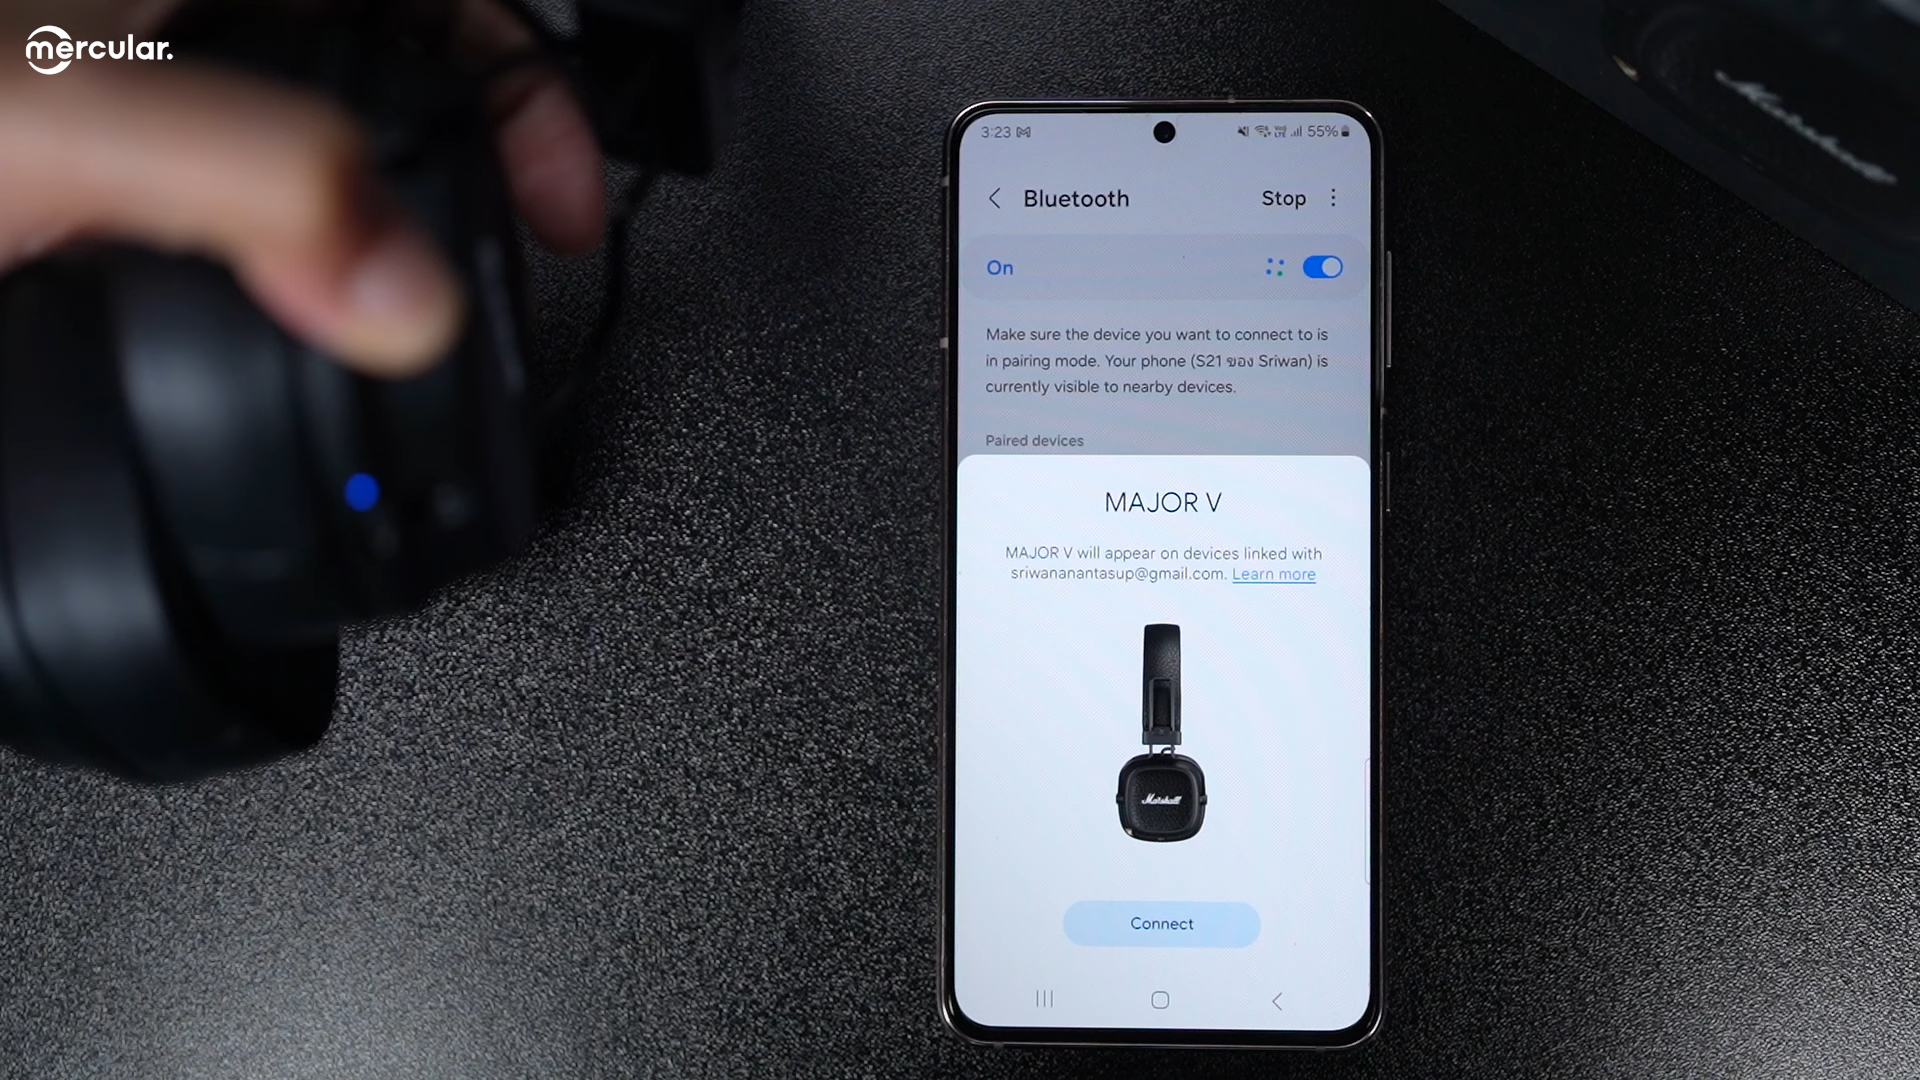 mercular.
Marshall
3:23
55%
Bluetooth
Stop
On
Make sure the device you want to connect to is
in pairing mode. Your phone (S21 ของ Sriwan) is
currently visible to nearby devices.
Paired devices
MAJOR V
MAJOR V will appear on devices linked with
sriwananantasup@gmail.com. Learn more
Marshall
Connect